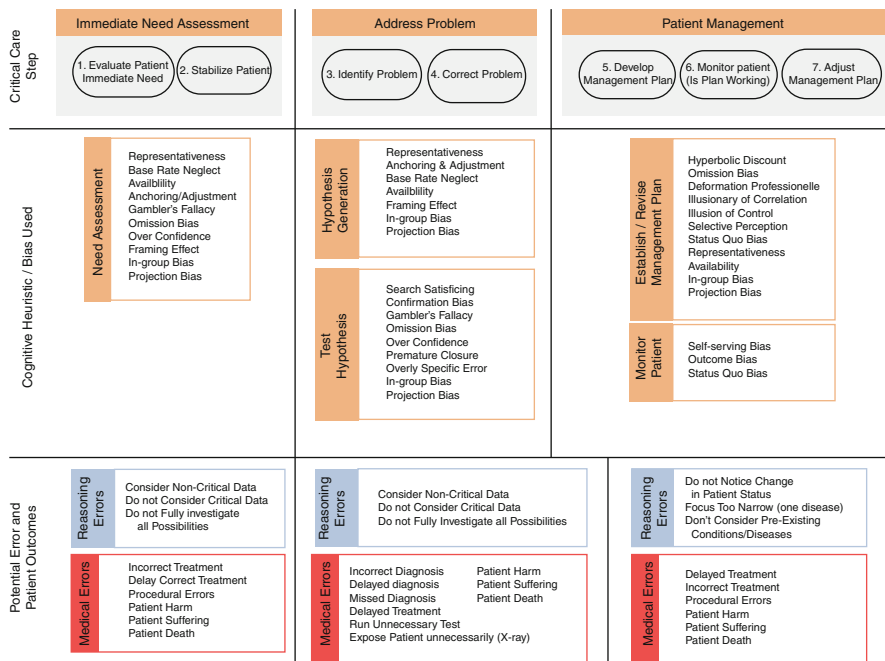 Immediate Need Assessment
Address Problem
Patient Management
Critical Care
Step
1. Evaluate Patient
Immediate Need
2. Stabilize Patient
3. Identify Problem
4. Correct Problem
5. Develop
Management Plan
6. Monitor patient
(Is Plan Working)
7. Adjust
Management Plan
Cognitive Heuristic / Bias Used
Need Assessment
Representativeness
Base Rate Neglect
Availblility
Anchoring/Adjustment
Gambler's Fallacy
Omission Bias
Over Confidence
Framing Effect
In-group Bias
Projection Bias
Hypothesis
Generation
Representativeness
Anchoring & Adjustment
Base Rate Neglect
Availblility
Framing Effect
In-group Bias
Projection Bias
Test
Hypothesis
Search Satisficing
Confirmation Bias
Gambler's Fallacy
Omission Bias
Over Confidence
Premature Closure
Overly Specific Error
In-group Bias
Projection Bias
Establish / Revise
Management Plan
Hyperbolic Discount
Omission Bias
Deformation Professionelle
Illusionary of Correlation
Illusion of Control
Selective Perception
Status Quo Bias
Representativeness
Availability
In-group Bias
Projection Bias
Monitor
Patient
Self-serving Bias
Outcome Bias
Status Quo Bias
Potential Error and
Patient Outcomes
Reasoning
Errors
Consider Non-Critical Data
Do not Consider Critical Data
Do not Fully investigate
all Possibilities
Medical Errors
Incorrect Treatment
Delay Correct Treatment
Procedural Errors
Patient Harm
Patient Suffering
Patient Death
Reasoning
Errors
Consider Non-Critical Data
Do not Consider Critical Data
Do not Fully Investigate all Possibilities
Medical Errors
Incorrect Diagnosis
Delayed diagnosis
Missed Diagnosis
Delayed Treatment
Run Unnecessary Test
Expose Patient unnecessarily (X-ray)
Patient Harm
Patient Suffering
Patient Death
Reasoning
Errors
Do not Notice Change
in Patient Status
Focus Too Narrow (one disease)
Don't Consider Pre-Existing
Conditions/Diseases
Medical Errors
Delayed Treatment
Incorrect Treatment
Procedural Errors
Patient Harm
Patient Suffering
Patient Death